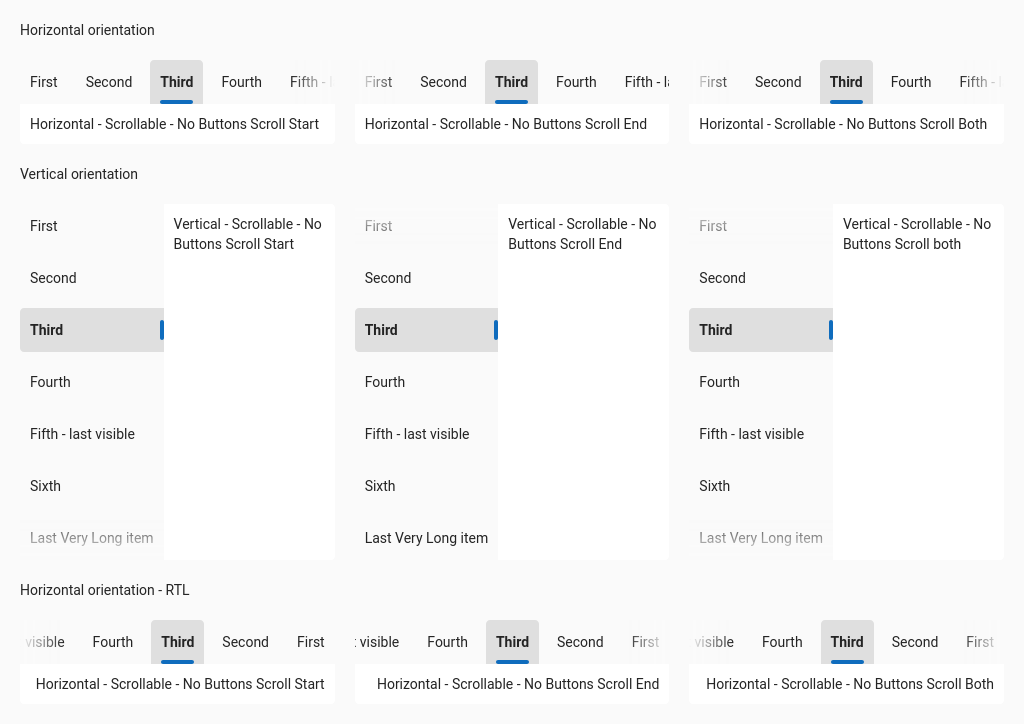 Horizontal orientation
First Second Third Fourth Fifth -
First Second Third Fourth Fifth -
First Second Third Fourth Fifth -
Horizontal - Scrollable - No Buttons Scroll Start
Horizontal - Scrollable - No Buttons Scroll End
Horizontal - Scrollable - No Buttons Scroll Both
Vertical orientation
First
Second
Third
Fourth
Fifth - last visible
Sixth
Last Very Long item
Vertical - Scrollable - No
Buttons Scroll Start
First
Second
Third
Fourth
Fifth - last visible
Sixth
Last Very Long item
Vertical - Scrollable - No
Buttons Scroll End
First
Second
Third
Fourth
Fifth - last visible
Sixth
Last Very Long item
Vertical - Scrollable - No
Buttons Scroll both
Horizontal orientation - RTL
visible Fourth Third Second First
visible Fourth Third Second First
visible Fourth Third Second First
Horizontal - Scrollable - No Buttons Scroll Start
Horizontal - Scrollable - No Buttons Scroll End
Horizontal - Scrollable - No Buttons Scroll Both